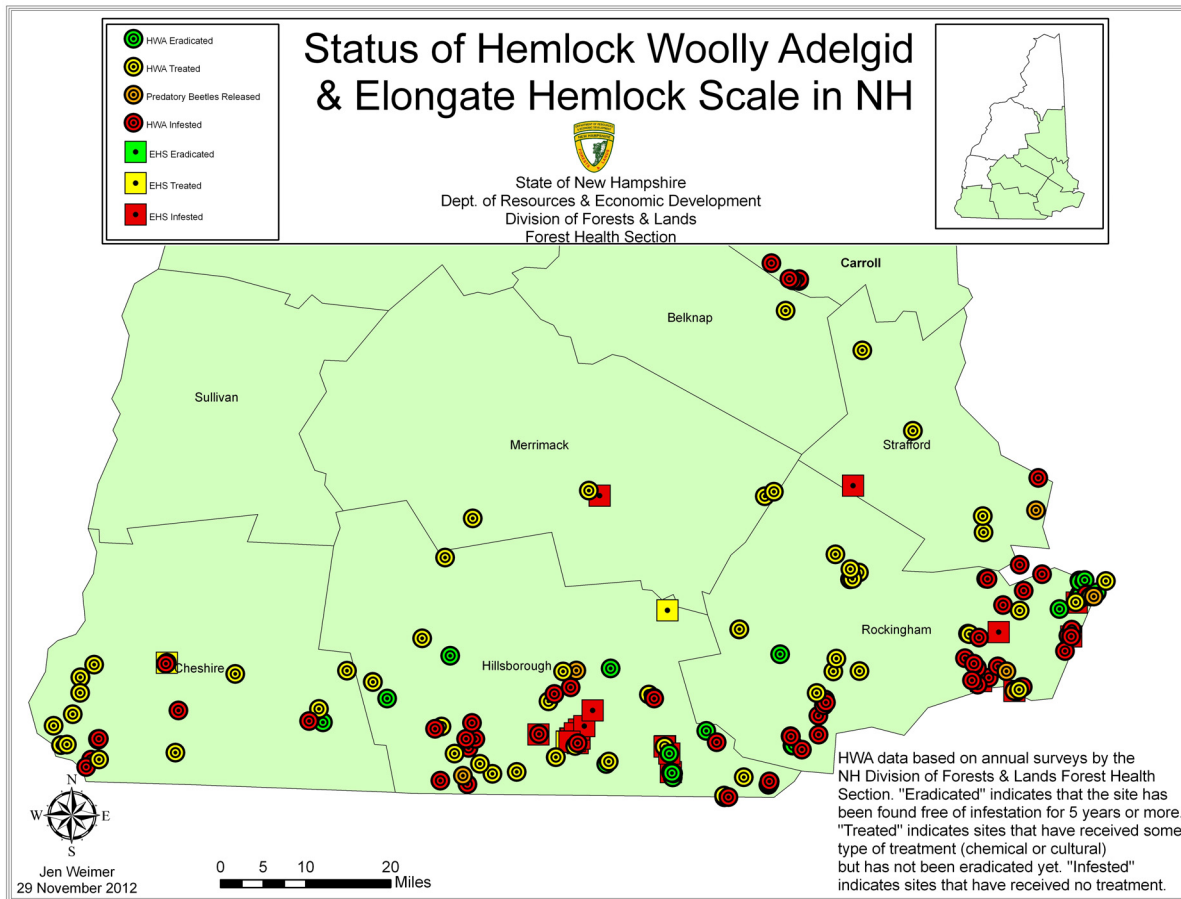 HWA Eradicated
HWA Treated
Predatory Beetles Released
HWA Infested
EHS Eradicated
EHS Treated
EHS Infested
Status of Hemlock Woolly Adelgid
& Elongate Hemlock Scale in NH
NEW HAMPSHIRE
State of New Hampshire
Dept. of Resources & Economic Development
Division of Forests & Lands
Forest Health Section
Carroll
Belknap
Sullivan
Merrimack
Strafford
Rockingham
Cheshire
Hillsborough
N
W E
S
Jen Weimer
29 November 2012
0 5 10 20
Miles
HWA data based on annual surveys by the
NH Division of Forests & Lands Forest Health
Section. "Eradicated" indicates that the site has
been found free of infestation for 5 years or more.
"Treated" indicates sites that have received some
type of treatment (chemical or cultural)
but has not been eradicated yet. "Infested"
indicates sites that have received no treatment.